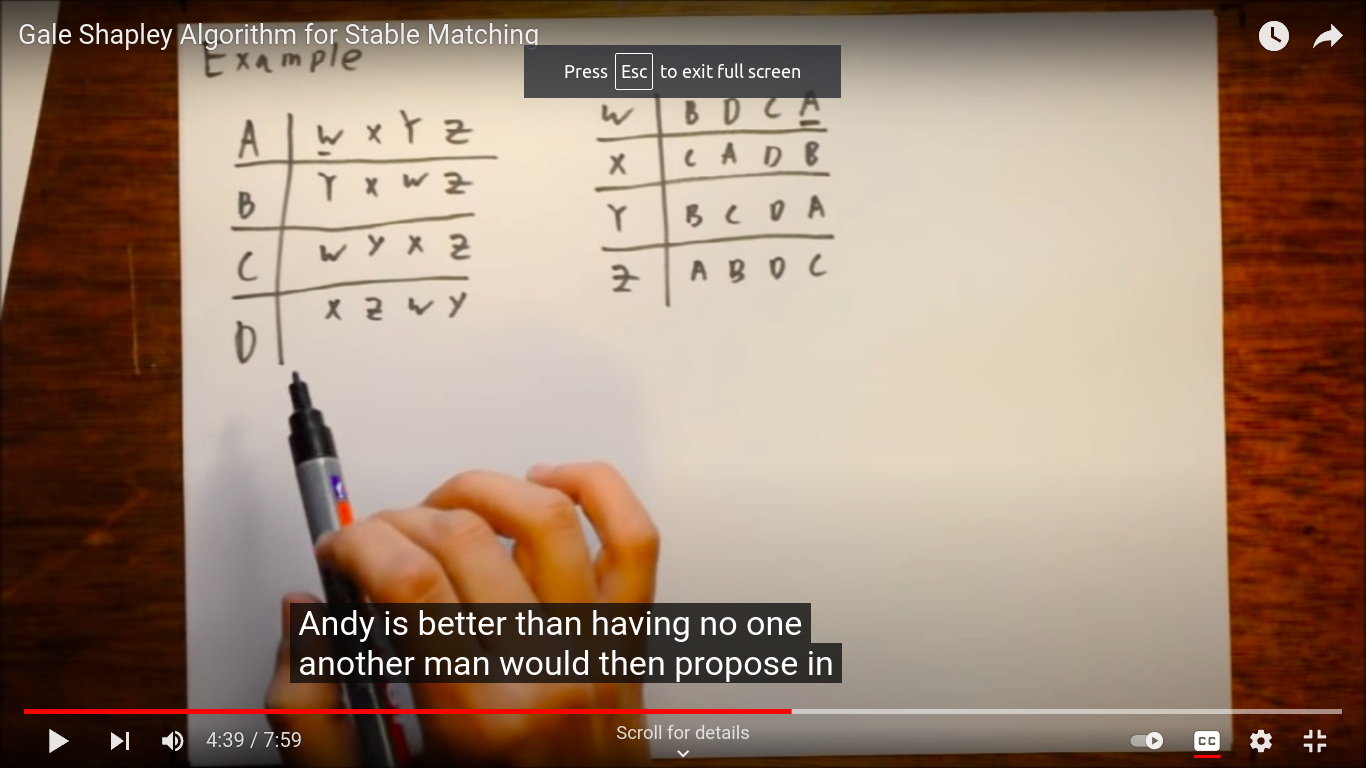 Gale Shapley Algorithm for Stable Matching
Press Esc to exit full screen
Example
A W X Y Z
B Y X W Z
C W Y X Z
D X Z W Y
W B D C A
X C A D B
Y B C D A
Z A B D C
Andy is better than having no one
another man would then propose in
4:39 / 7:59
Scroll for details
CC